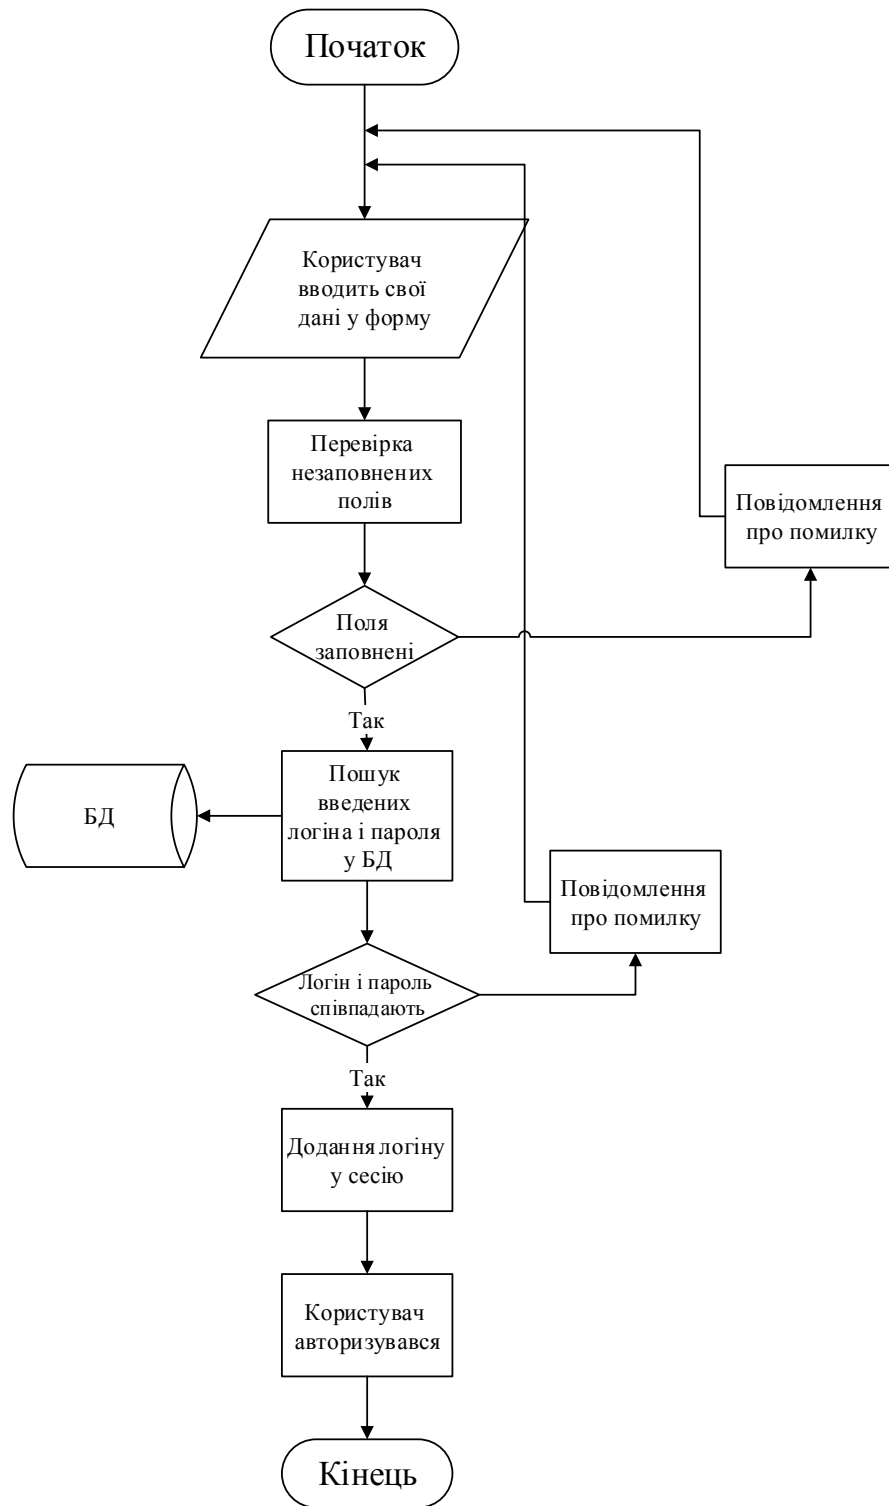 Початок
Користувач
вводить свої
дані у форму
Перевірка
незаповнених
полів
Повідомлення
про помилку
Поля
заповнені
Так
Пошук
введених
логіна і пароля
у БД
БД
Повідомлення
про помилку
Логін і пароль
співпадають
Так
Додання логіну
у сесію
Користувач
авторизувався
Кінець